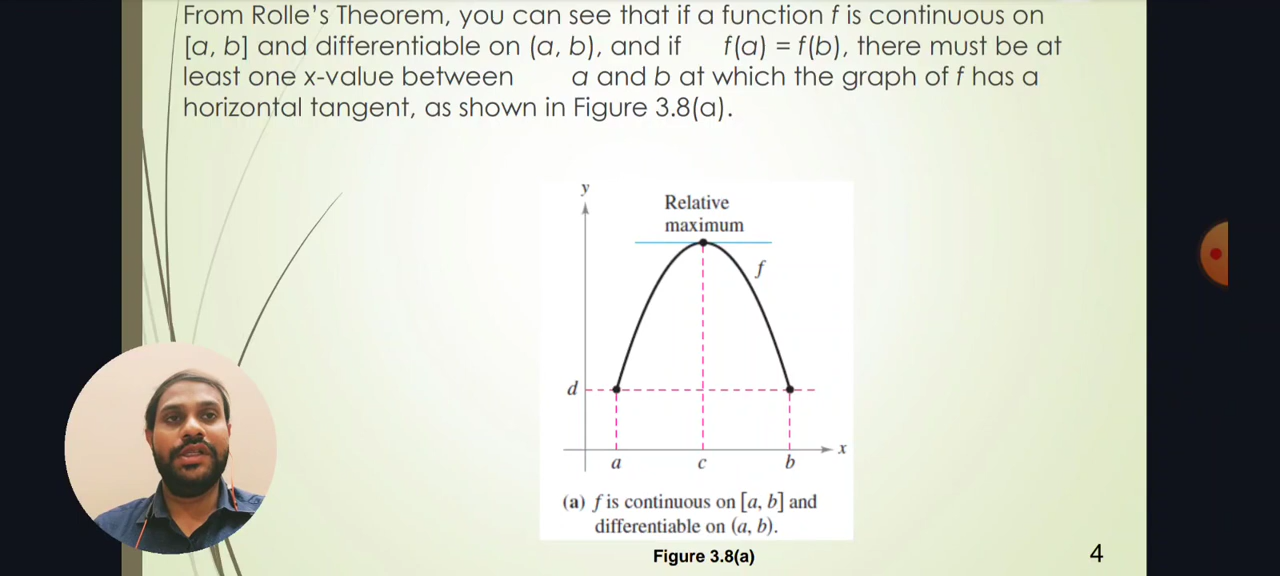 From Rolle's Theorem, you can see that if a function f is continuous on
[a, b] and differentiable on (a, b), and if f(a) = f(b), there must be at
least one x-value between a and b at which the graph of f has a
horizontal tangent, as shown in Figure 3.8(a).
y
Relative
maximum
f
d
x
a c b
(a) f is continuous on [a, b] and
differentiable on (a, b).
Figure 3.8(a)
4